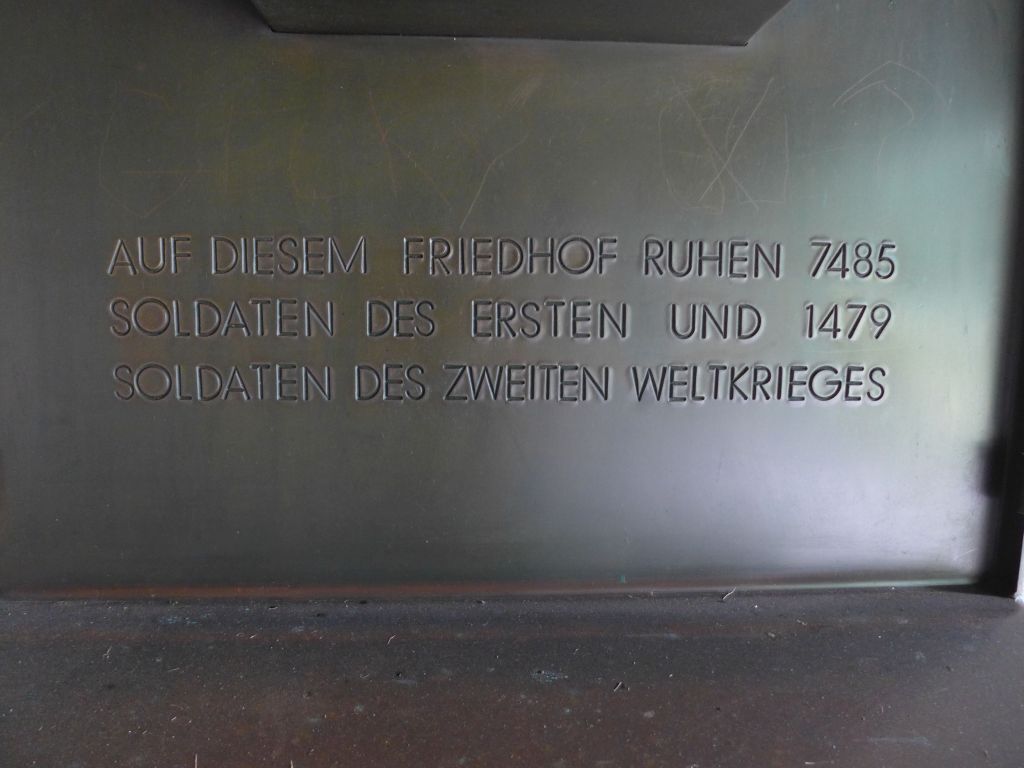 AUF DIESEM FRIEDHOF RUHEN 7485
SOLDATEN DES ERSTEN UND 1479
SOLDATEN DES ZWEITEN WELTKRIEGES